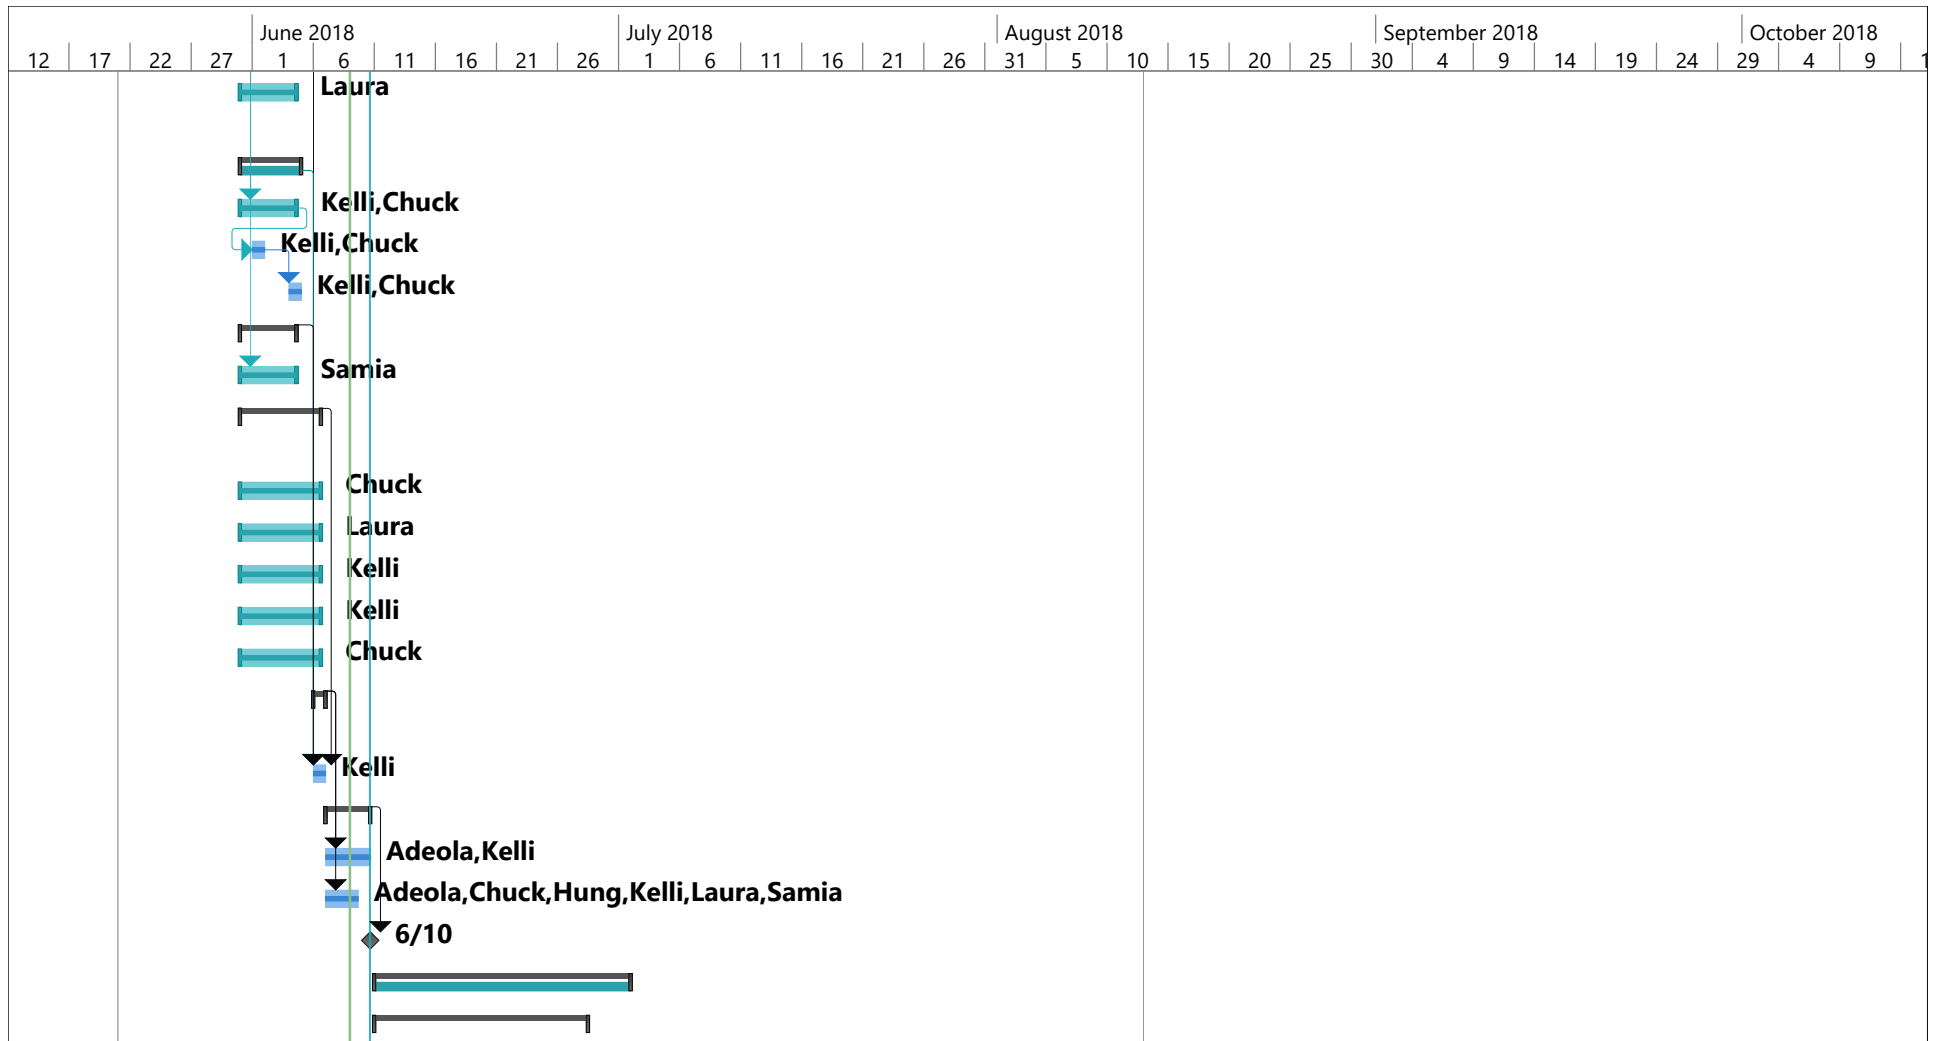 June 2018 July 2018 August 2018 September 2018 October 2018
12 17 22 27 1 6 11 16 21 26 1 6 11 16 21 26 31 5 10 15 20 25 30 4 9 14 19 24 29 4 9 1
Laura
Kelli,Chuck
Kelli,Chuck
Kelli,Chuck
Samia
Chuck
Laura
Kelli
Kelli
Chuck
Kelli
Adeola,Kelli
Adeola,Chuck,Hung,Kelli,Laura,Samia
6/10